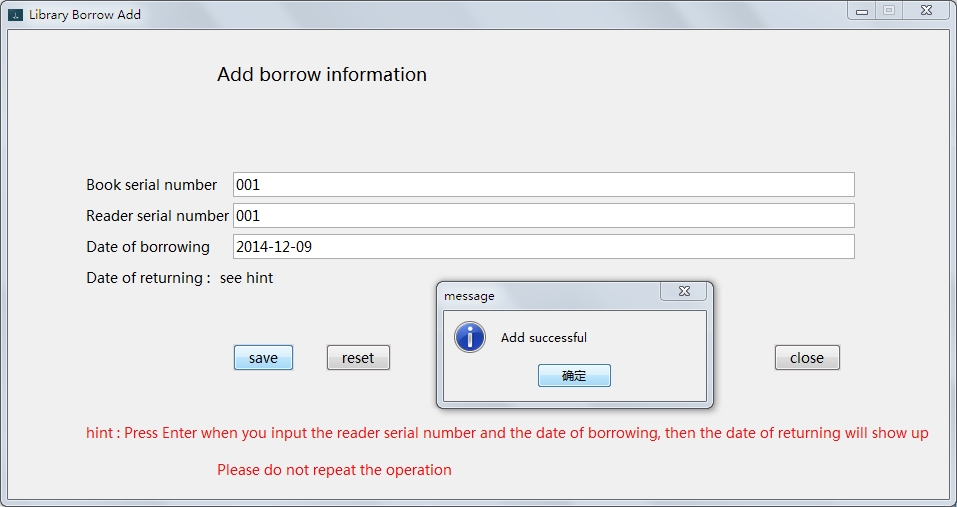 Library Borrow Add
Add borrow information
Book serial number 001
Reader serial number 001
Date of borrowing 2014-12-09
Date of returning : see hint
message
Add successful
确定
save reset close
hint : Press Enter when you input the reader serial number and the date of borrowing, then the date of returning will show up
Please do not repeat the operation